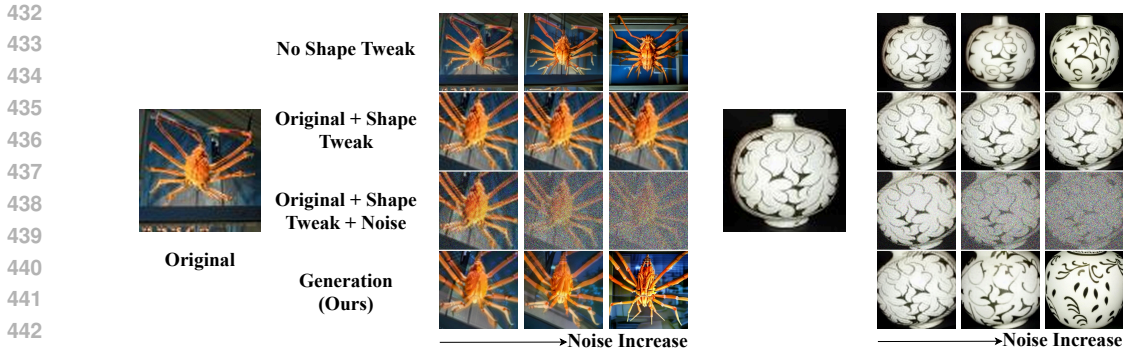 432
433
434
435
436
437
438
439
440
441
442
No Shape Tweak
Original + Shape
Tweak
Original + Shape
Tweak + Noise
Generation
(Ours)
Original
Noise Increase
Noise Increase